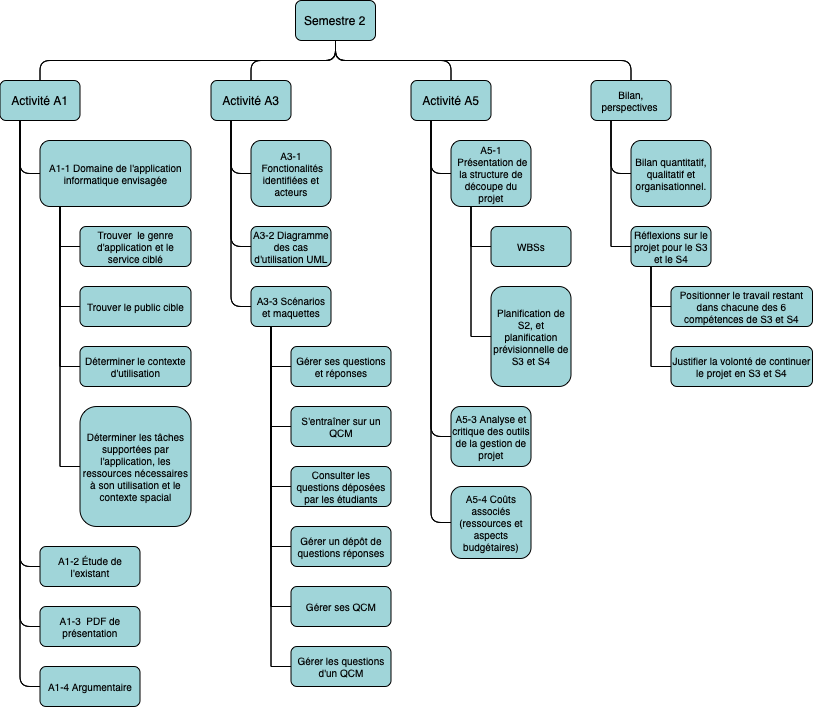 Semestre 2
Activité A1
A1-1 Domaine de l'application
informatique envisagée
Trouver le genre
d'application et le
service ciblé
Trouver le public cible
Déterminer le contexte
d'utilisation
Déterminer les tâches
supportées par
l'application, les
ressources nécessaires
à son utilisation et le
contexte spacial
A1-2 Étude de
l'existant
A1-3 PDF de
présentation
A1-4 Argumentaire
Activité A3
A3-1
Fonctionalités
identifiées et
acteurs
A3-2 Diagramme
des cas
d'utilisation UML
A3-3 Scénarios
et maquettes
Gérer ses questions
et réponses
S'entraîner sur un
QCM
Consulter les
questions déposées
par les étudiants
Gérer un dépôt de
questions réponses
Gérer ses QCM
Gérer les questions
d'un QCM
Activité A5
A5-1
Présentation de
la structure de
découpe du
projet
WBSs
Planification de
S2, et
planification
prévisionnelle de
S3 et S4
A5-3 Analyse et
critique des outils
de la gestion de
projet
A5-4 Coûts
associés
(ressources et
aspects
budgétaires)
Bilan,
perspectives
Bilan quantitatif,
qualitatif et
organisationnel.
Réflexions sur le
projet pour le S3
et le S4
Positionner le travail restant
dans chacune des 6
compétences de S3 et S4
Justifier la volonté de continuer
le projet en S3 et S4